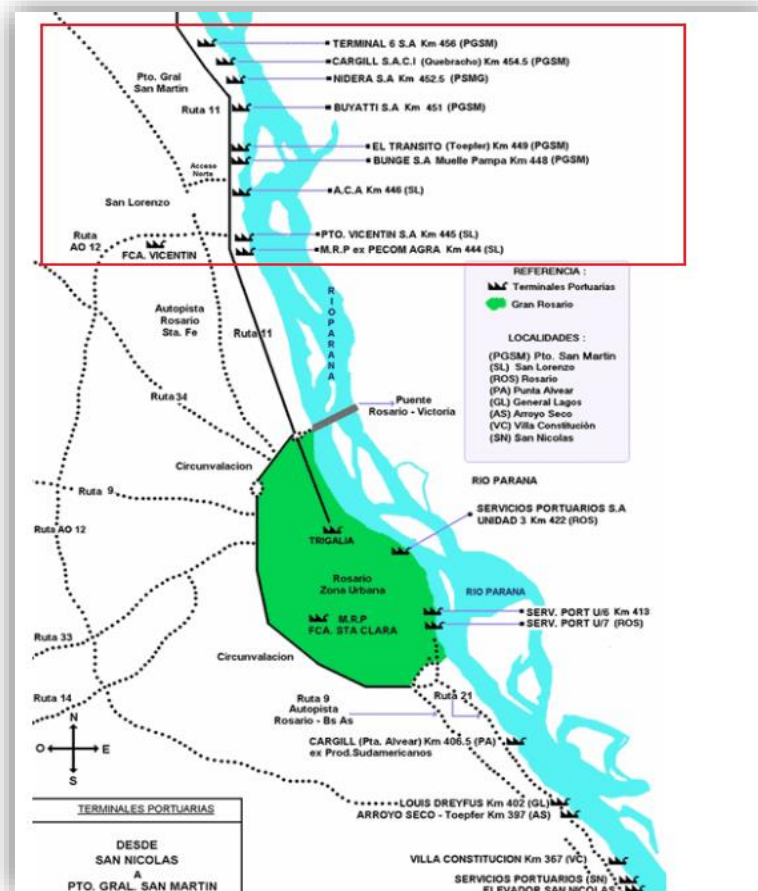 TERMINAL 6 S.A Km 456 (PGSM)
CARGILL S.A.C.I (Quebracho) Km 454.5 (PGSM)
Pto. Gral
San Martin
NIDERA S.A Km 452.5 (PSMG)
Ruta 11
BUYATTI S.A Km 451 (PGSM)
EL TRANSITO (Toepfer) Km 449 (PGSM)
BUNGE S.A Muelle Pampa Km 448 (PGSM)
Acceso
Norte
A.C.A Km 446 (SL)
San Lorenzo
Ruta
AO 12
FCA. VICENTIN
PTO. VICENTIN S.A Km 445 (SL)
M.R.P ex PECOM AGRA Km 444 (SL)
REFERENCIA :
Terminales Portuarias
Gran Rosario
LOCALIDADES :
(PGSM) Pto. San Martin
(SL) San Lorenzo
(ROS) Rosario
(PA) Punta Alvear
(GL) General Lagos
(AS) Arroyo Seco
(VC) Villa Constitución
(SN) San Nicolas
RIO PARANA
Autopista
Rosario
Sta. Fe
Ruta 11
Ruta 34
Puente
Rosario - Victoria
Circunvalacion
Ruta 9
RIO PARANA
SERVICIOS PORTUARIOS S.A
UNIDAD 3 Km 422 (ROS)
Ruta AO 12
TRIGALIA
Rosario
Zona Urbana
RIO PARANA
M.R.P
FCA. STA CLARA
SERV. PORT U/6 Km 413
SERV. PORT U/7 (ROS)
Ruta 33
Circunvalacion
Ruta 14
Ruta 9
Autopista
Rosario - Bs As
Ruta 21
N
O E
S
CARGILL (Pta. Alvear) Km 406.5 (PA)
ex Prod.Sudamericanos
LOUIS DREYFUS Km 402 (GL)
ARROYO SECO - Toepfer Km 397 (AS)
VILLA CONSTITUCION Km 367 (VC)
SERVICIOS PORTUARIOS (SN)
ELEVADOR SAN NICOLAS
TERMINALES PORTUARIAS
DESDE
SAN NICOLAS
A
PTO. GRAL. SAN MARTIN